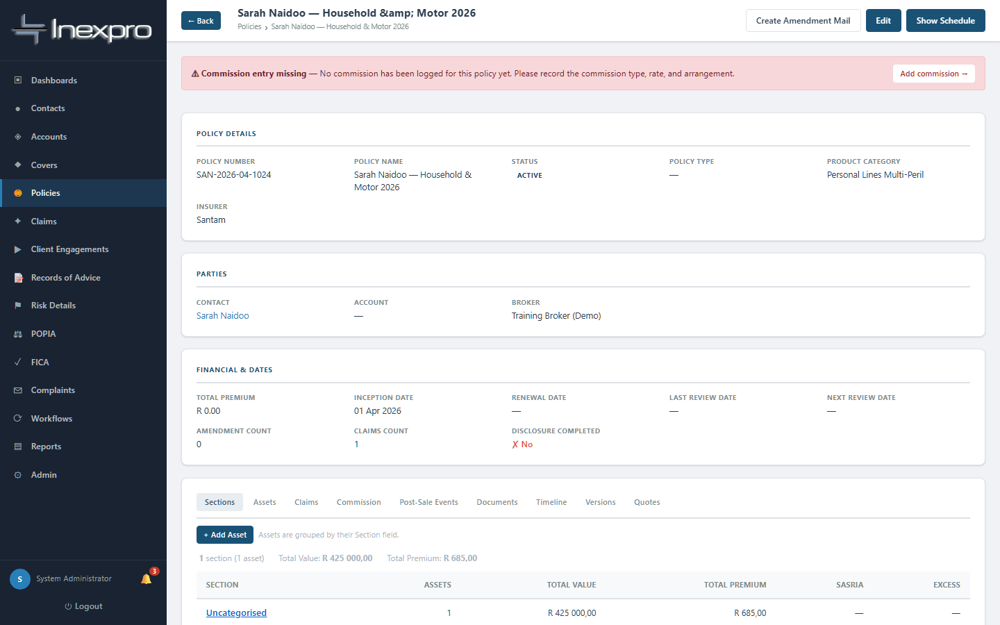 Inexpro
Dashboards
Contacts
Accounts
Covers
Policies
Claims
Client Engagements
Records of Advice
Risk Details
POPIA
FICA
Complaints
Workflows
Reports
Admin
S System Administrator 3
Logout
← Back
Sarah Naidoo — Household &amp; Motor 2026
Policies › Sarah Naidoo — Household & Motor 2026
Create Amendment Mail Edit Show Schedule
⚠ Commission entry missing — No commission has been logged for this policy yet. Please record the commission type, rate, and arrangement. Add commission →
POLICY DETAILS
POLICY NUMBER POLICY NAME STATUS POLICY TYPE PRODUCT CATEGORY
SAN-2026-04-1024 Sarah Naidoo — Household & ACTIVE — Personal Lines Multi-Peril
Motor 2026
INSURER
Santam
PARTIES
CONTACT ACCOUNT BROKER
Sarah Naidoo — Training Broker (Demo)
FINANCIAL & DATES
TOTAL PREMIUM INCEPTION DATE RENEWAL DATE LAST REVIEW DATE NEXT REVIEW DATE
R 0.00 01 Apr 2026 — — —
AMENDMENT COUNT CLAIMS COUNT DISCLOSURE COMPLETED
0 1 ✗ No
Sections Assets Claims Commission Post-Sale Events Documents Timeline Versions Quotes
+ Add Asset Assets are grouped by their Section field.
1 section (1 asset) Total Value: R 425 000,00 Total Premium: R 685,00
SECTION ASSETS TOTAL VALUE TOTAL PREMIUM SASRIA EXCESS
Uncategorised 1 R 425 000,00 R 685,00 — —